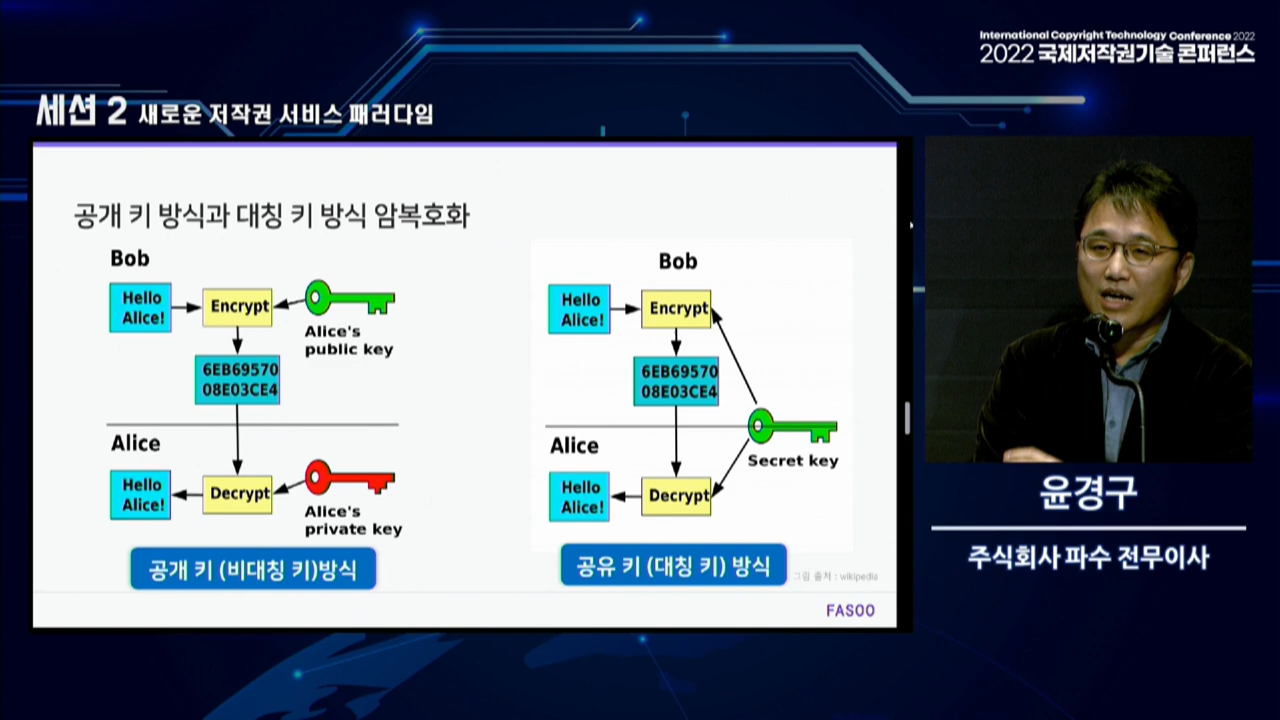 International Copyright Technology Conference 2022
2022 국제저작권기술 콘퍼런스
세션 2 새로운 저작권 서비스 패러다임
공개 키 방식과 대칭 키 방식 암복호화
Bob
Hello
Alice!
Encrypt
Alice's
public key
6EB69570
08E03CE4
Alice
Hello
Alice!
Decrypt
Alice's
private key
공개 키 (비대칭 키)방식
Bob
Hello
Alice!
Encrypt
6EB69570
08E03CE4
Secret key
Alice
Hello
Alice!
Decrypt
공유 키 (대칭 키) 방식
그림 출처 : wikipedia
FASOO
윤경구
주식회사 파수 전무이사